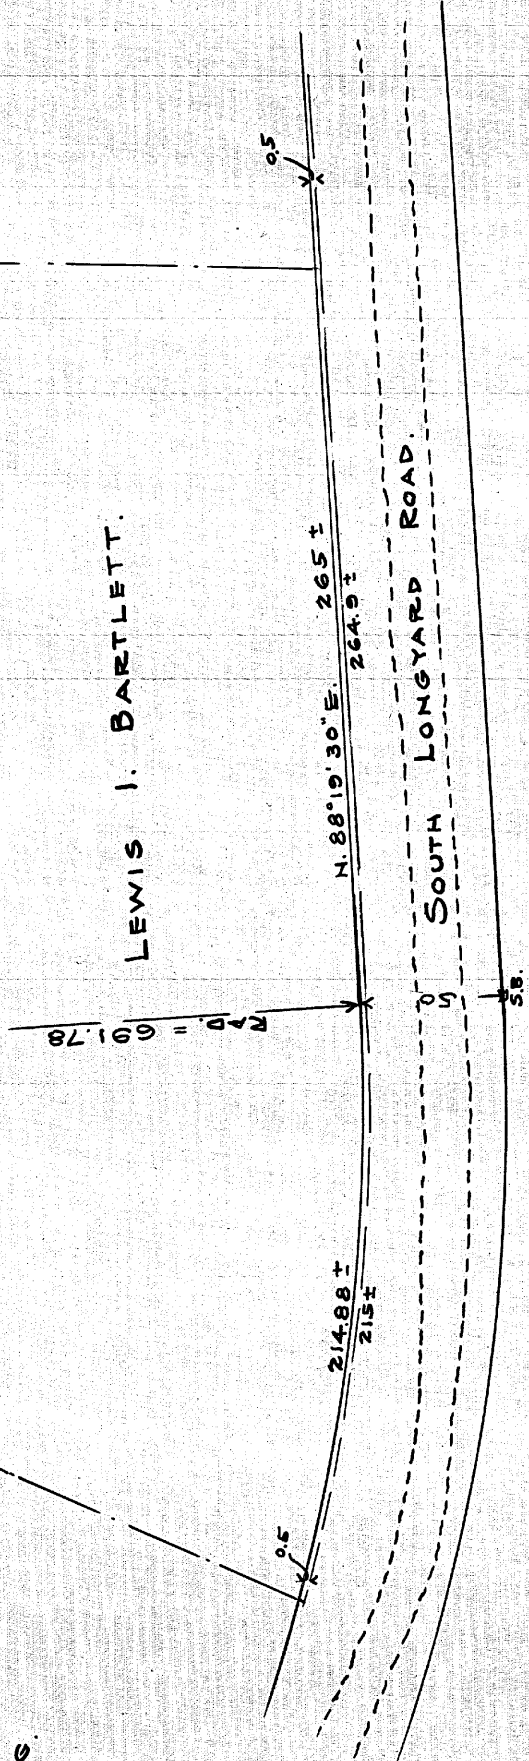 LEWIS I. BARTLETT.
RAD. = 691.78
0.5
N. 88°19'30" E. 265 ±
264.9 ±
214.88 ±
215 ±
0.5
SOUTH LONGYARD ROAD.
50
S.B.